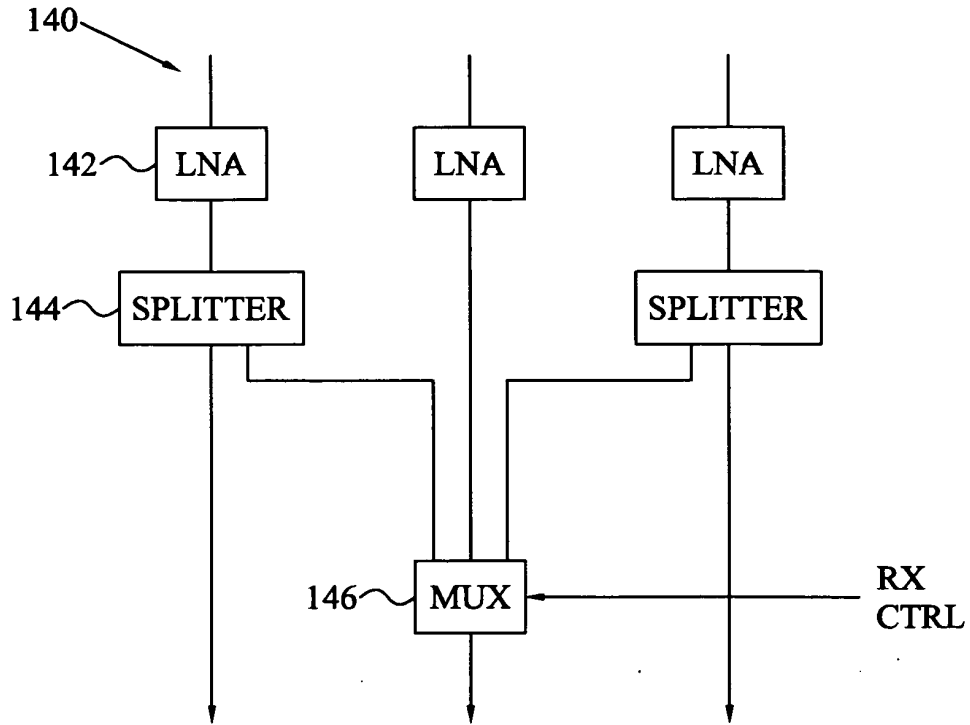 140
142 LNA LNA LNA
144 SPLITTER SPLITTER
146 MUX RX
CTRL